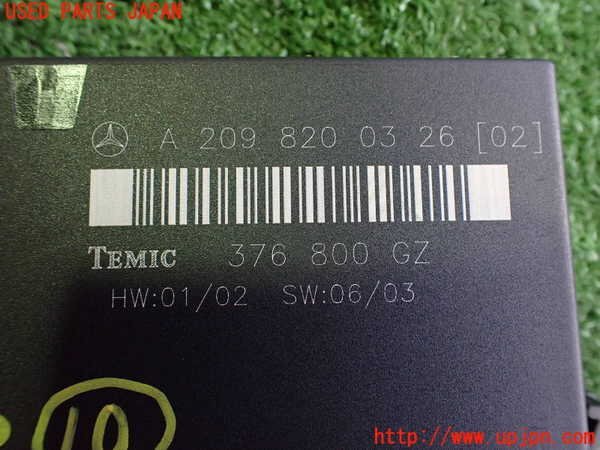 USED PARTS JAPAN
A 209 820 03 26 [02]
TEMIC 376 800 GZ
HW:01/02 SW:06/03
10
http://www.upjpn.com/